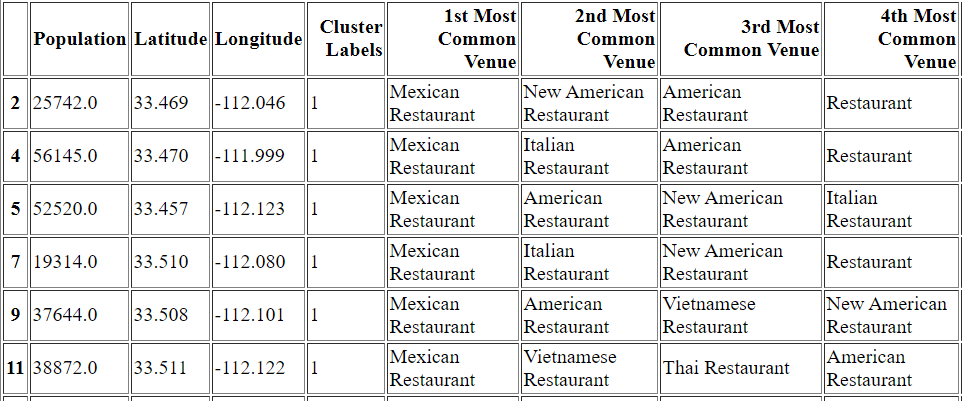 Population Latitude Longitude Cluster Labels 1st Most Common Venue 2nd Most Common Venue 3rd Most Common Venue 4th Most Common Venue
2 25742.0 33.469 -112.046 1 Mexican Restaurant New American Restaurant American Restaurant Restaurant
4 56145.0 33.470 -111.999 1 Mexican Restaurant Italian Restaurant American Restaurant Restaurant
5 52520.0 33.457 -112.123 1 Mexican Restaurant American Restaurant New American Restaurant Italian Restaurant
7 19314.0 33.510 -112.080 1 Mexican Restaurant Italian Restaurant New American Restaurant Restaurant
9 37644.0 33.508 -112.101 1 Mexican Restaurant American Restaurant Vietnamese Restaurant New American Restaurant
11 38872.0 33.511 -112.122 1 Mexican Restaurant Vietnamese Restaurant Thai Restaurant American Restaurant